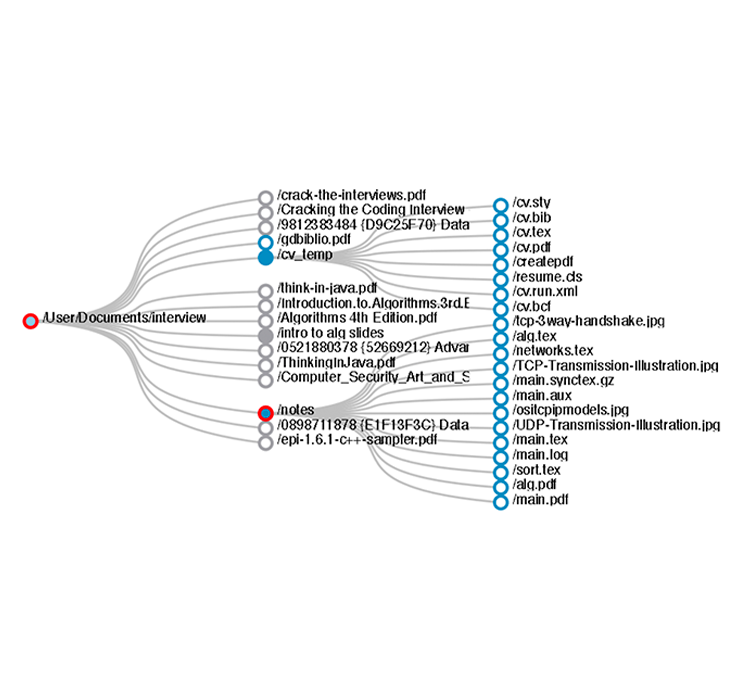 /User/Documents/interview
/crack-the-interviews.pdf
/Cracking the Coding Interview
/9812383484 {D9C25F70} Data
/gdbiblio.pdf
/cv_temp
/think-in-java.pdf
/Introduction.to.Algorithms.3rd.E
/Algorithms 4th Edition.pdf
/intro to alg slides
/0521880378 {52669212} Advar
/ThinkingInJava.pdf
/Computer_Security_Art_and_S
/notes
/0898711878 {E1F13F3C} Data
/epi-1.6.1-c++-sampler.pdf
/cv.sty
/cv.bib
/cv.tex
/cv.pdf
/createpdf
/resume.cls
/cv.run.xml
/cv.bcf
/tcp-3way-handshake.jpg
/alg.tex
/networks.tex
/TCP-Transmission-Illustration.jpg
/main.synctex.gz
/main.aux
/ositcpipmodels.jpg
/UDP-Transmission-Illustration.jpg
/main.tex
/main.log
/sort.tex
/alg.pdf
/main.pdf